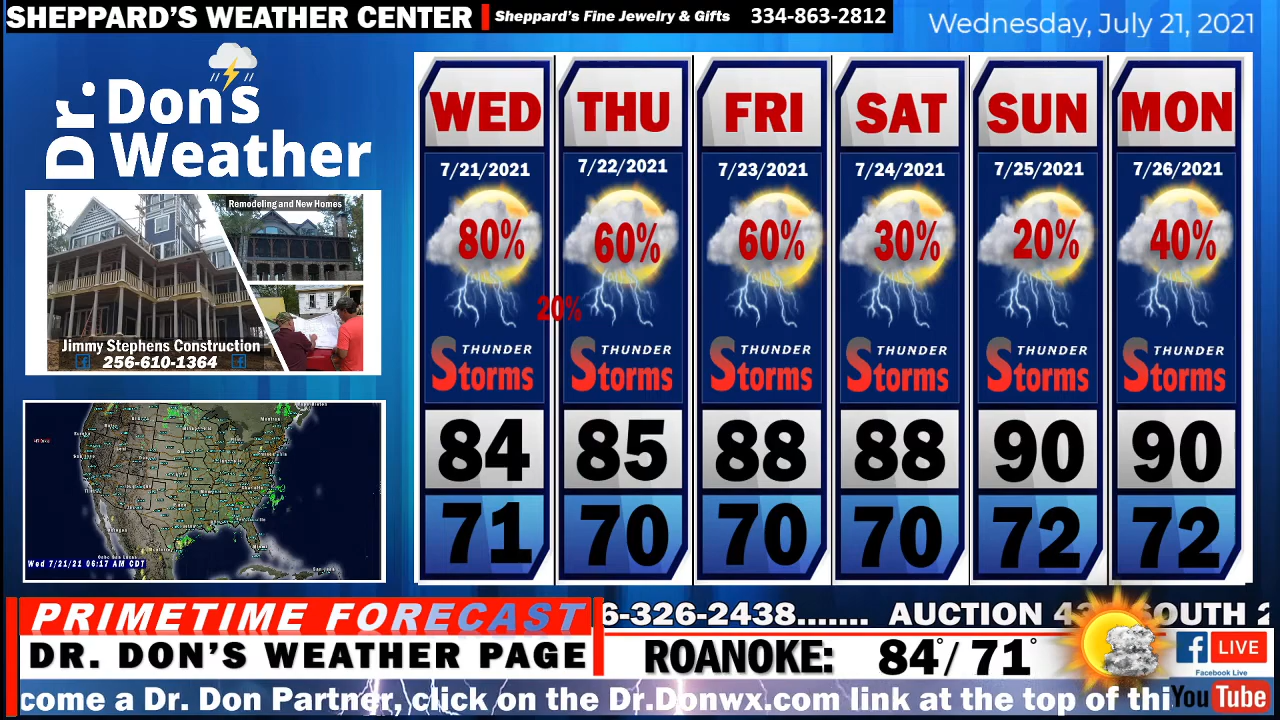 SHEPPARD'S WEATHER CENTER | Sheppard's Fine Jewelry & Gifts 334-863-2812
Wednesday, July 21, 2021
Dr. Don's
Weather
Remodeling and New Homes
Jimmy Stephens Construction
256-610-1364
Wed 7/21/21 06:17 AM CDT
WED THU FRI SAT SUN MON
7/21/2021 7/22/2021 7/23/2021 7/24/2021 7/25/2021 7/26/2021
80% 60% 60% 30% 20% 40%
20%
THUNDER THUNDER THUNDER THUNDER THUNDER THUNDER
Storms Storms Storms Storms Storms Storms
84 85 88 88 90 90
71 70 70 70 72 72
PRIMETIME FORECAST
DR. DON'S WEATHER PAGE
6-326-2438....... AUCTION 4 OUTH 2
ROANOKE: 84°/ 71°
f LIVE
Facebook Live
come a Dr. Don Partner, click on the Dr.Donwx.com link at the top of thi
YouTube